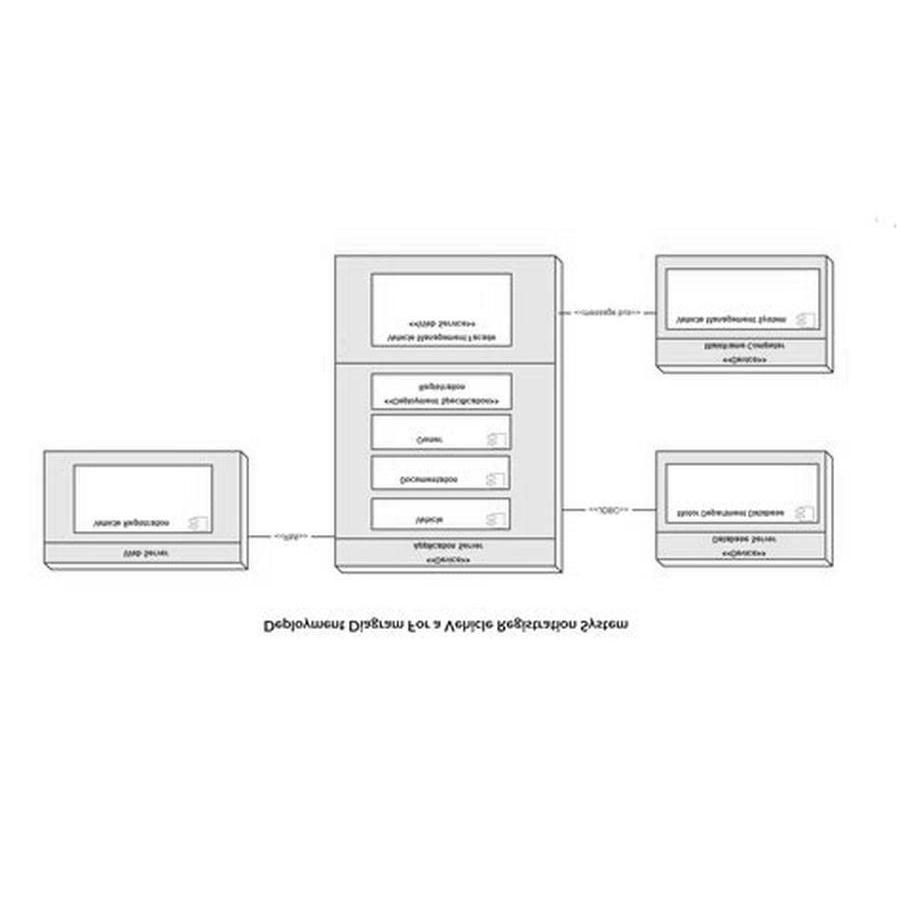 Deployment Diagram For a Vehicle Registration System
Web Server
Vehicle Registration
<<RMI>>
<<Device>>
Application Server
Vehicle
Documentation
Owner
<<Deployment Specification>>
Registration
Vehicle Management Facade
<<Web Service>>
<<JDBC>>
<<Device>>
Database Server
Motor Department Database
<<message bus>>
<<Device>>
Mainframe Computer
Vehicle Management System